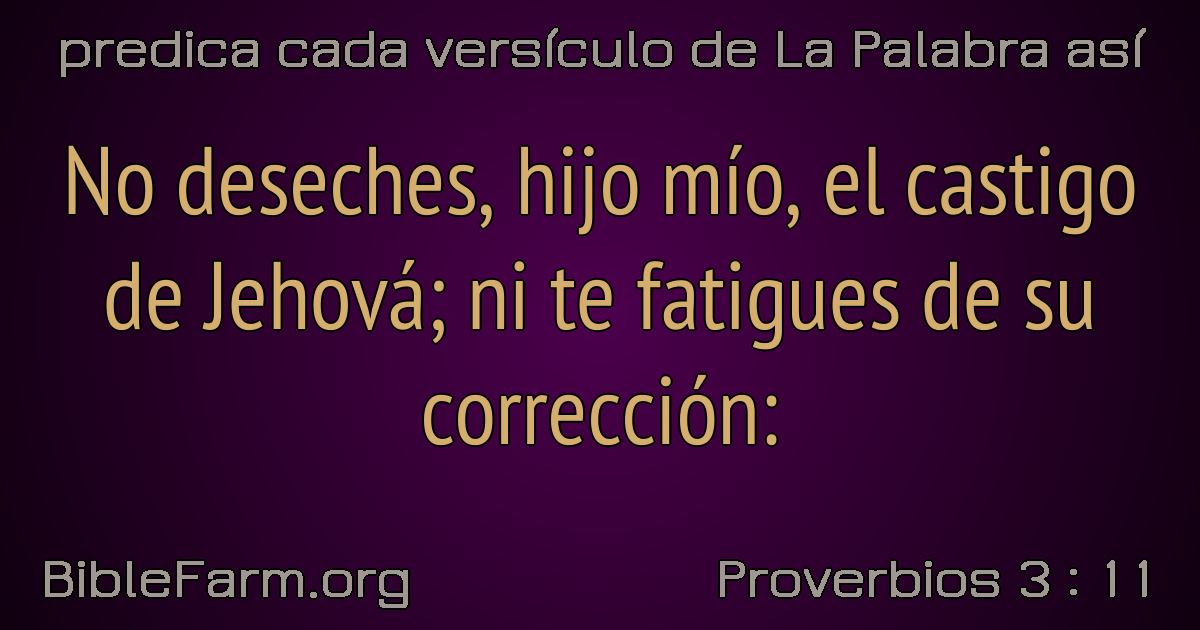 predica cada versículo de La Palabra así
No deseches, hijo mío, el castigo
de Jehová; ni te fatigues de su
corrección:
BibleFarm.org
Proverbios 3 : 11